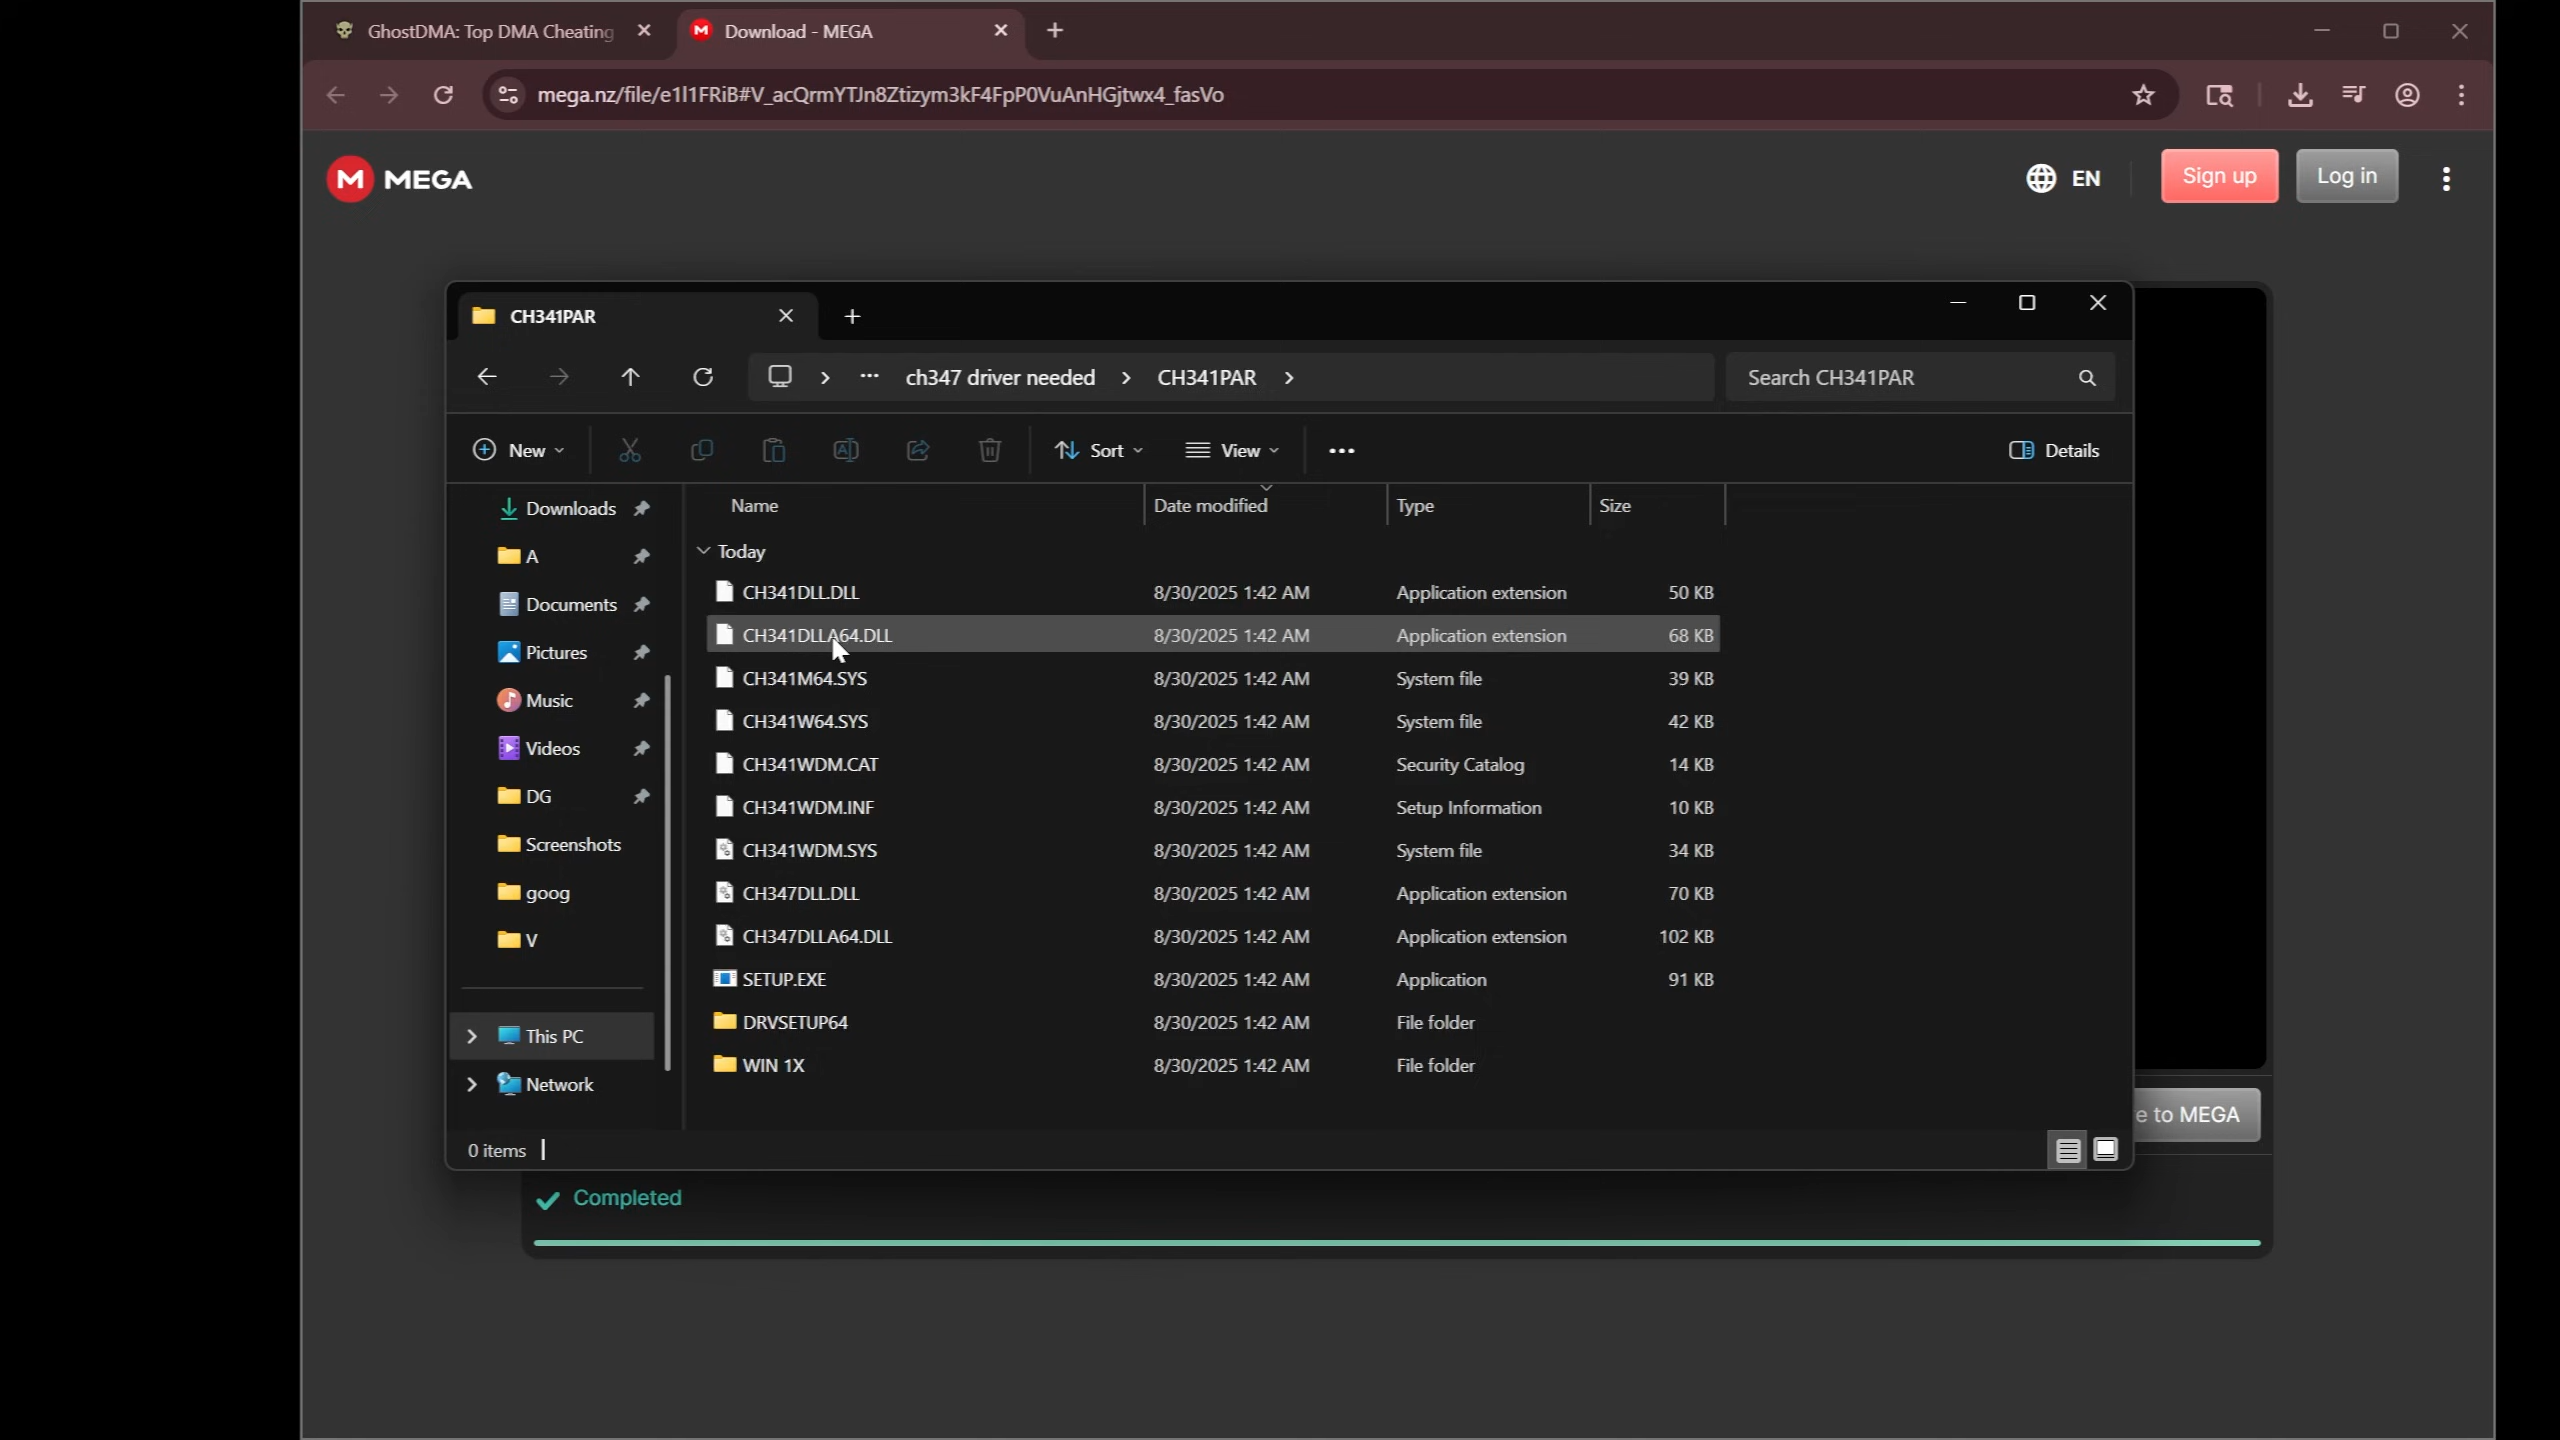 GhostDMA: Top DMA Cheating
Download - MEGA
mega.nz/file/e1l1FRiB#V_acQrmYTJn8Ztizym3kF4FpP0VuAnHGjtwx4_fasVo
M MEGA
EN
Sign up
Log in
CH341PAR
ch347 driver needed > CH341PAR >
Search CH341PAR
New
Sort
View
Details
Downloads
A
Documents
Pictures
Music
Videos
DG
Screenshots
goog
V
This PC
Network
Name Date modified Type Size
Today
CH341DLL.DLL 8/30/2025 1:42 AM Application extension 50 KB
CH341DLLA64.DLL 8/30/2025 1:42 AM Application extension 68 KB
CH341M64.SYS 8/30/2025 1:42 AM System file 39 KB
CH341W64.SYS 8/30/2025 1:42 AM System file 42 KB
CH341WDM.CAT 8/30/2025 1:42 AM Security Catalog 14 KB
CH341WDM.INF 8/30/2025 1:42 AM Setup Information 10 KB
CH341WDM.SYS 8/30/2025 1:42 AM System file 34 KB
CH347DLL.DLL 8/30/2025 1:42 AM Application extension 70 KB
CH347DLLA64.DLL 8/30/2025 1:42 AM Application extension 102 KB
SETUP.EXE 8/30/2025 1:42 AM Application 91 KB
DRVSETUP64 8/30/2025 1:42 AM File folder
WIN 1X 8/30/2025 1:42 AM File folder
0 items
e to MEGA
Completed